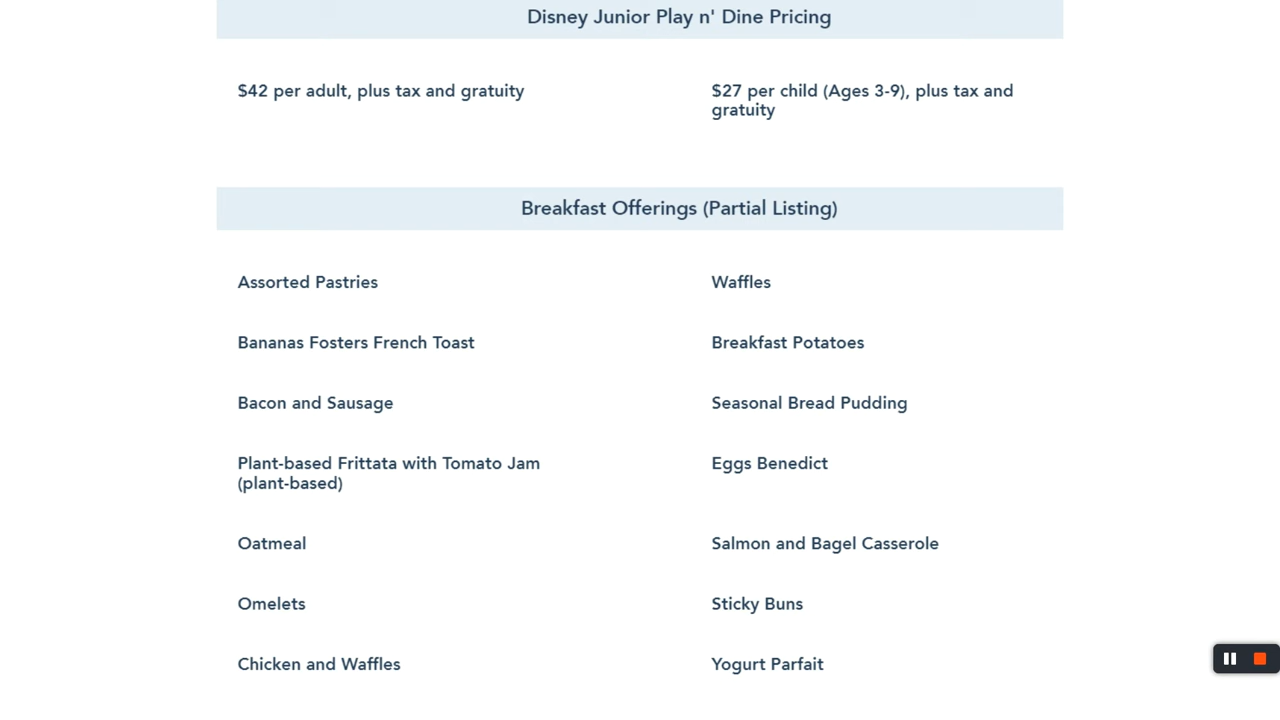 Disney Junior Play n' Dine Pricing
$42 per adult, plus tax and gratuity
$27 per child (Ages 3-9), plus tax and
gratuity
Breakfast Offerings (Partial Listing)
Assorted Pastries
Waffles
Bananas Fosters French Toast
Breakfast Potatoes
Bacon and Sausage
Seasonal Bread Pudding
Plant-based Frittata with Tomato Jam
(plant-based)
Eggs Benedict
Oatmeal
Salmon and Bagel Casserole
Omelets
Sticky Buns
Chicken and Waffles
Yogurt Parfait